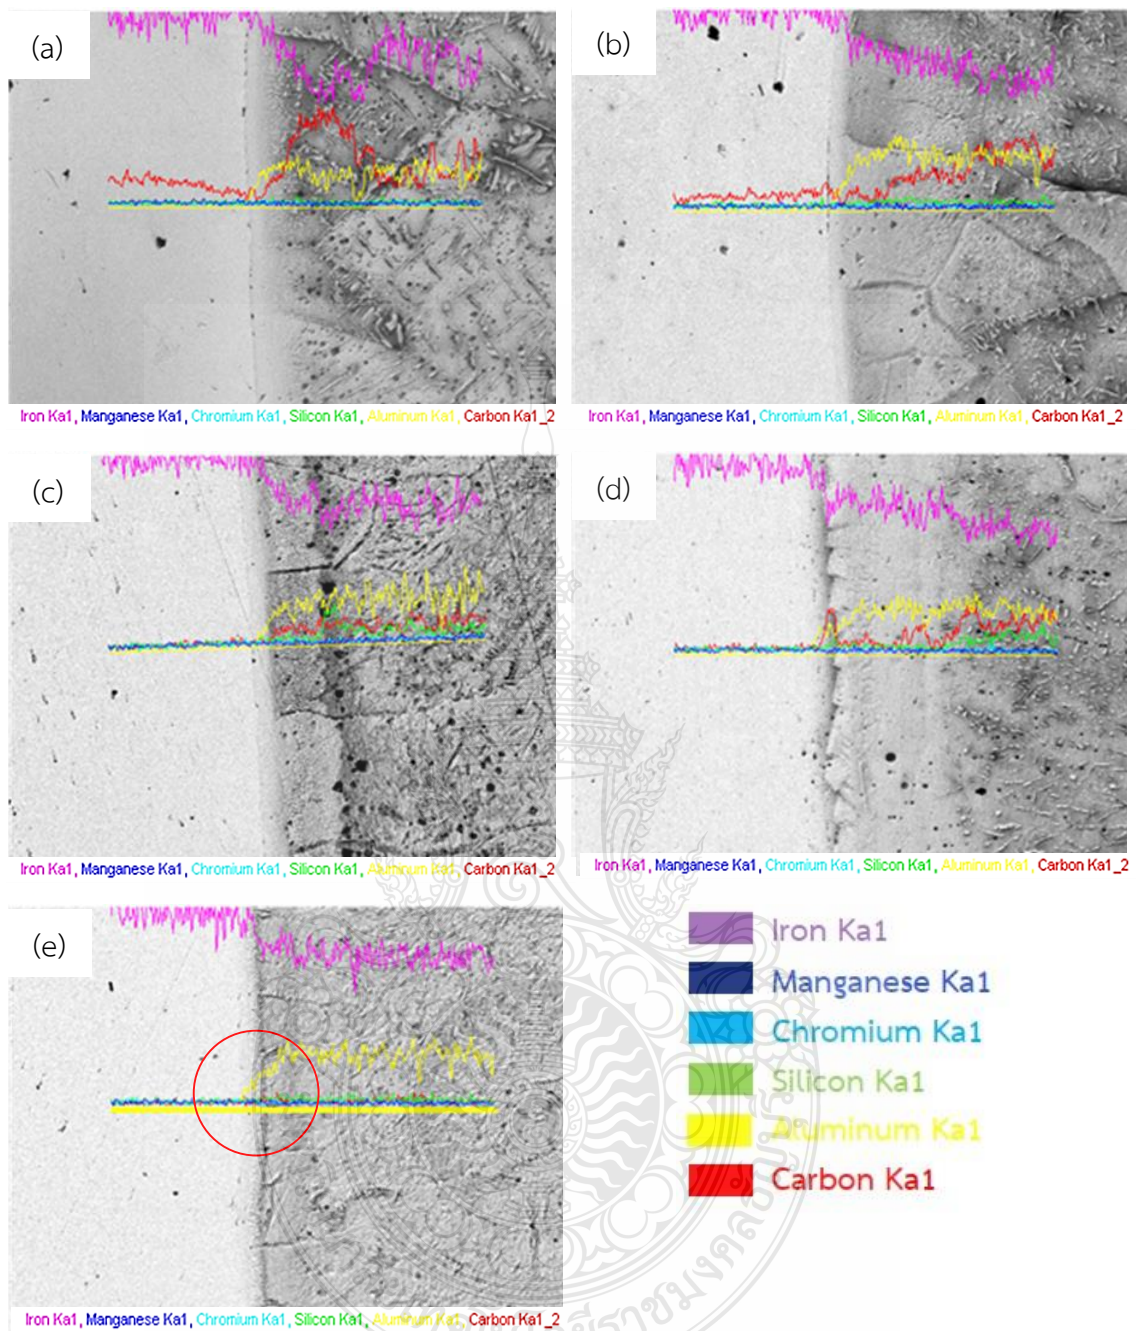 (a)
(b)
Iron Ka1, Manganese Ka1, Chromium Ka1, Silicon Ka1, Aluminum Ka1, Carbon Ka1_2
Iron Ka1, Manganese Ka1, Chromium Ka1, Silicon Ka1, Aluminum Ka1, Carbon Ka1_2
(c)
(d)
Iron Ka1, Manganese Ka1, Chromium Ka1, Silicon Ka1, Aluminum Ka1, Carbon Ka1_2
Iron Ka1, Manganese Ka1, Chromium Ka1, Silicon Ka1, Aluminum Ka1, Carbon Ka1_2
(e)
Iron Ka1
Manganese Ka1
Chromium Ka1
Silicon Ka1
Aluminum Ka1
Carbon Ka1
Iron Ka1, Manganese Ka1, Chromium Ka1, Silicon Ka1, Aluminum Ka1, Carbon Ka1_2